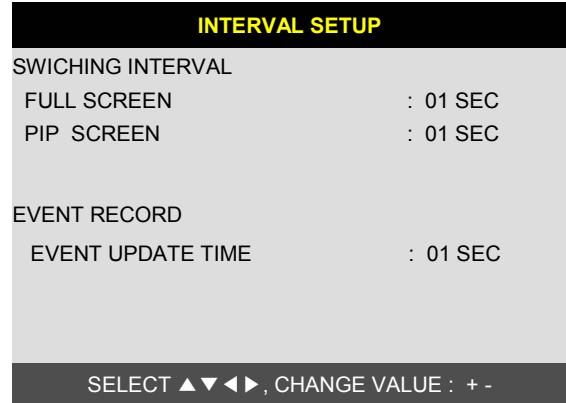 INTERVAL SETUP
SWICHING INTERVAL
FULL SCREEN : 01 SEC
PIP SCREEN : 01 SEC
EVENT RECORD
EVENT UPDATE TIME : 01 SEC
SELECT ▲▼◀▶, CHANGE VALUE : + -